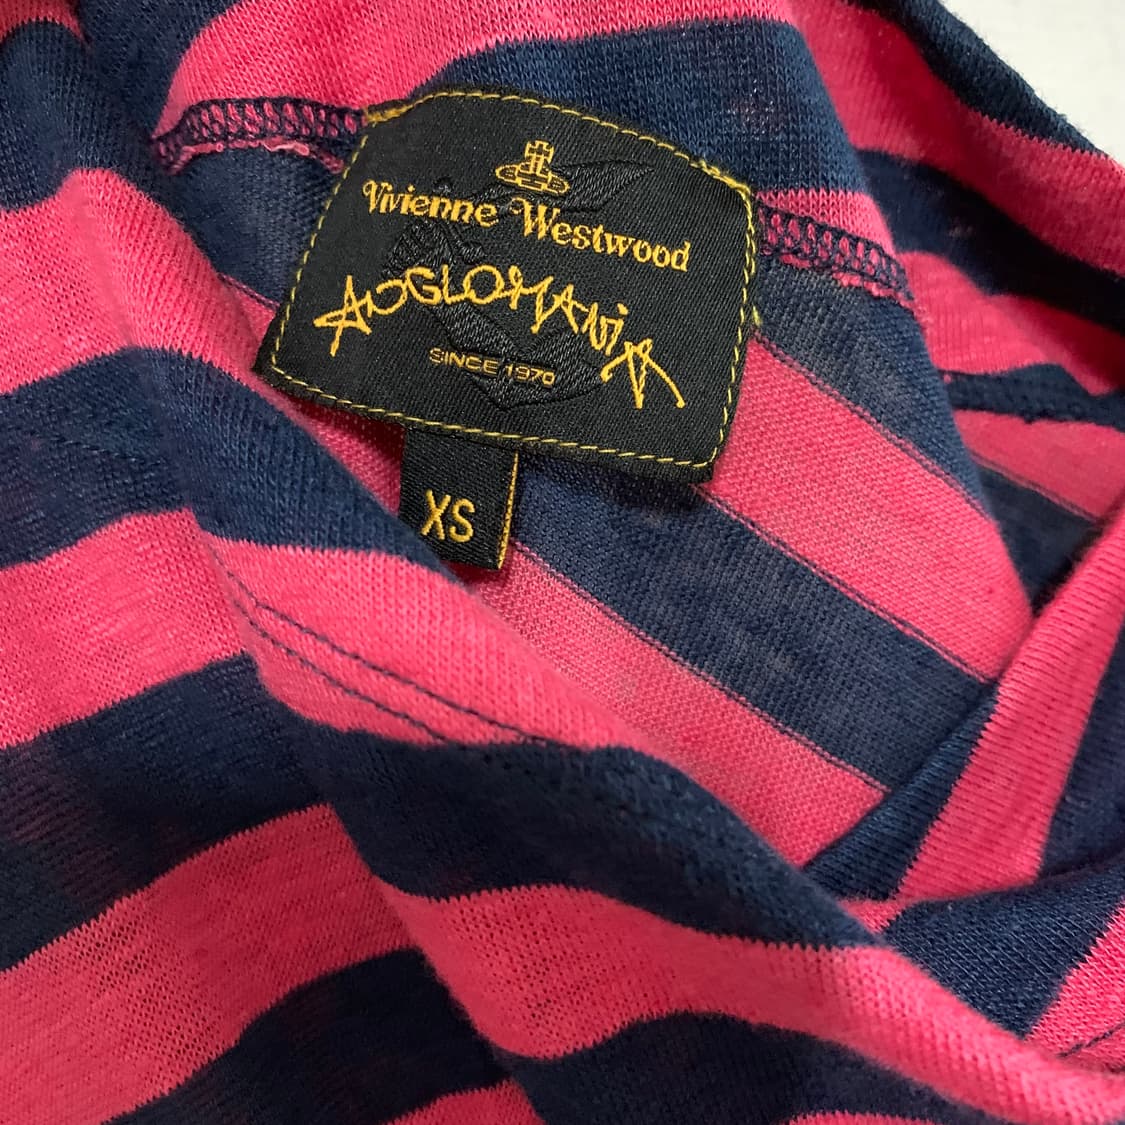 Vivienne Westwood
ANGLOMANIA
SINCE 1970
XS